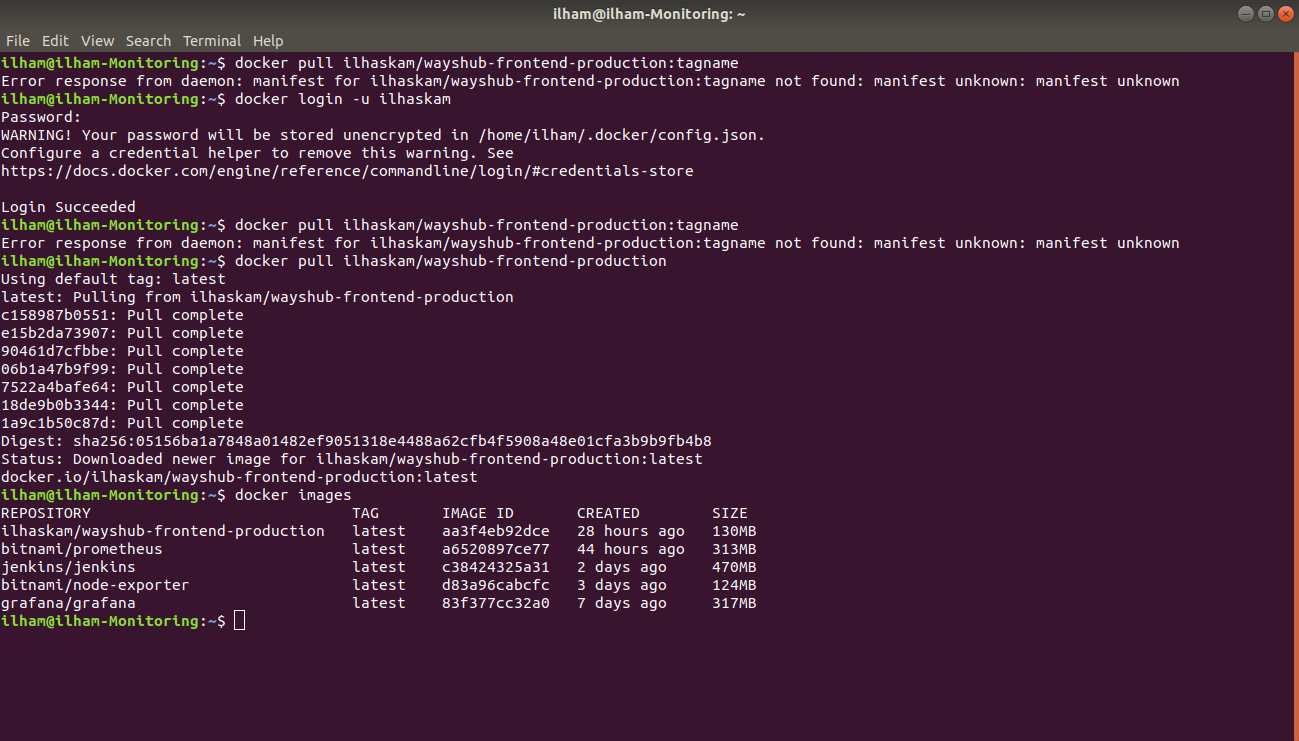 ilham@ilham-Monitoring: ~
File Edit View Search Terminal Help
ilham@ilham-Monitoring:~$ docker pull ilhaskam/wayshub-frontend-production:tagname
Error response from daemon: manifest for ilhaskam/wayshub-frontend-production:tagname not found: manifest unknown: manifest unknown
ilham@ilham-Monitoring:~$ docker login -u ilhaskam
Password:
WARNING! Your password will be stored unencrypted in /home/ilham/.docker/config.json.
Configure a credential helper to remove this warning. See
https://docs.docker.com/engine/reference/commandline/login/#credentials-store
Login Succeeded
ilham@ilham-Monitoring:~$ docker pull ilhaskam/wayshub-frontend-production:tagname
Error response from daemon: manifest for ilhaskam/wayshub-frontend-production:tagname not found: manifest unknown: manifest unknown
ilham@ilham-Monitoring:~$ docker pull ilhaskam/wayshub-frontend-production
Using default tag: latest
latest: Pulling from ilhaskam/wayshub-frontend-production
c158987b0551: Pull complete
e15b2da73907: Pull complete
90461d7cfbbe: Pull complete
06b1a47b9f99: Pull complete
7522a4bafe64: Pull complete
18de9b0b3344: Pull complete
1a9c1b50c87d: Pull complete
Digest: sha256:05156ba1a7848a01482ef9051318e4488a62cfb4f5908a48e01cfa3b9b9fb4b8
Status: Downloaded newer image for ilhaskam/wayshub-frontend-production:latest
docker.io/ilhaskam/wayshub-frontend-production:latest
ilham@ilham-Monitoring:~$ docker images
REPOSITORY TAG IMAGE ID CREATED SIZE
ilhaskam/wayshub-frontend-production latest aa3f4eb92dce 28 hours ago 130MB
bitnami/prometheus latest a6520897ce77 44 hours ago 313MB
jenkins/jenkins latest c38424325a31 2 days ago 470MB
bitnami/node-exporter latest d83a96cabcfc 3 days ago 124MB
grafana/grafana latest 83f377cc32a0 7 days ago 317MB
ilham@ilham-Monitoring:~$